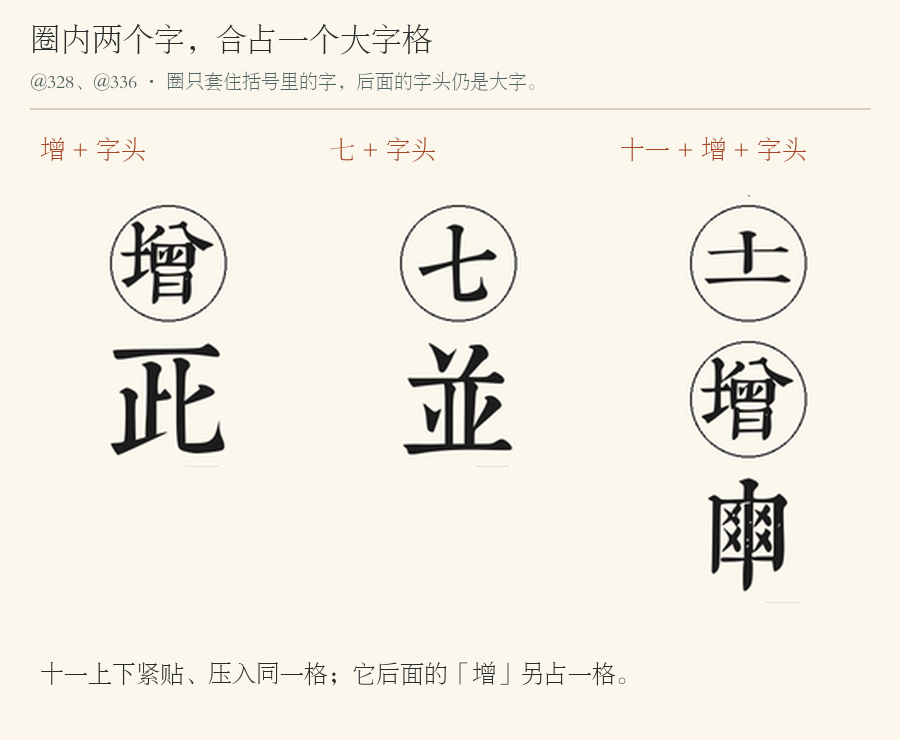 圈内两个字，合占一个大字格
@328、@336 · 圈只套住括号里的字，后面的字头仍是大字。
增 + 字头
七 + 字头
十一 + 增 + 字头
增
七
並
十一
增
十一上下紧贴、压入同一格；它后面的「增」另占一格。